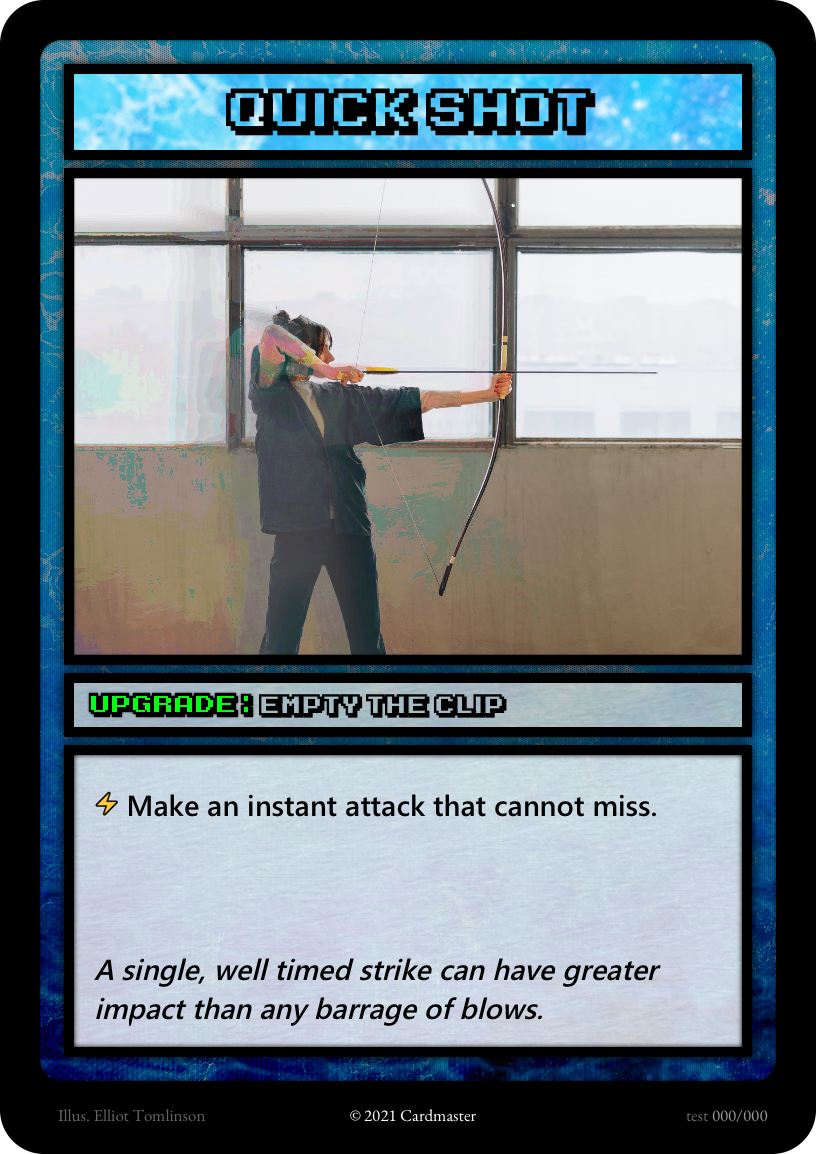 QUICK SHOT
UPGRADE: EMPTY THE CLIP
⚡ Make an instant attack that cannot miss.
A single, well timed strike can have greater
impact than any barrage of blows.
Illus. Elliot Tomlinson
© 2021 Cardmaster
test 000/000